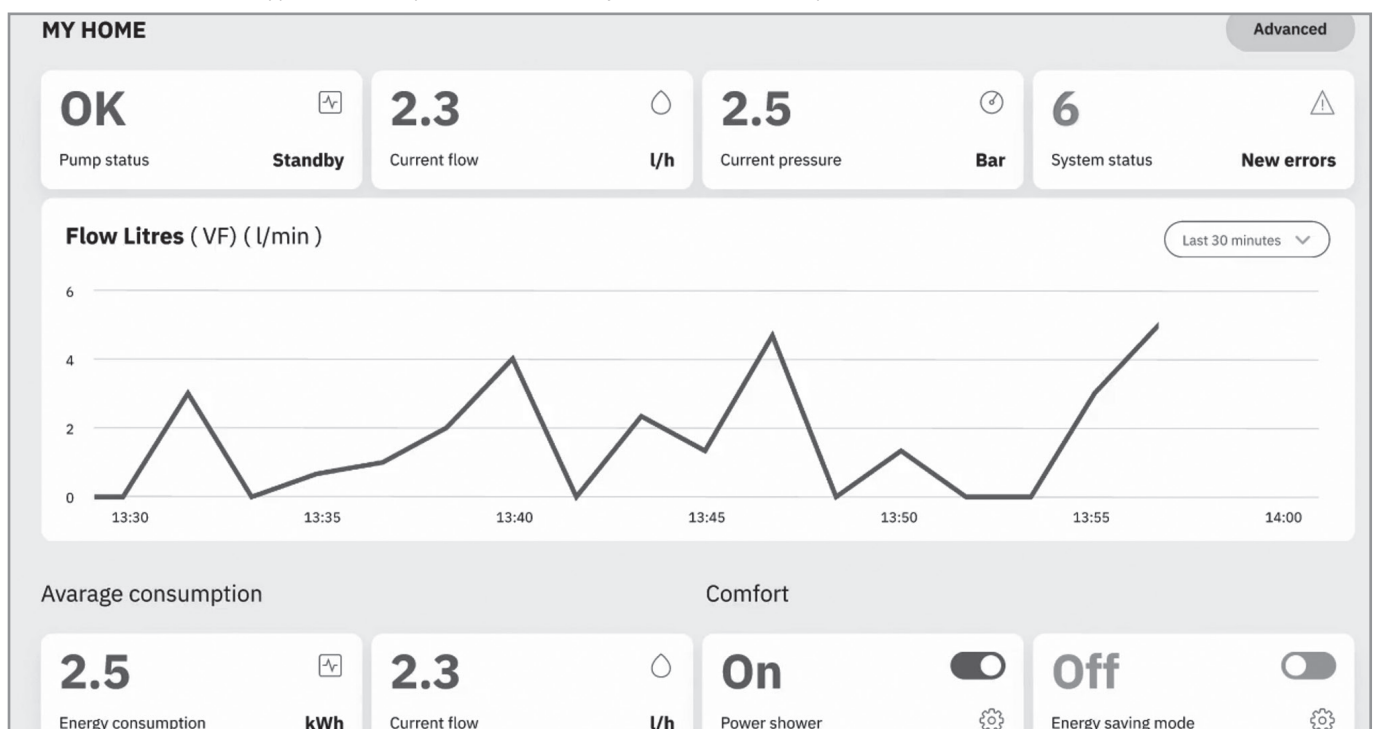 MY HOME
Advanced
OK
Pump status Standby
2.3
Current flow l/h
2.5
Current pressure Bar
6
System status New errors
Flow Litres ( VF) ( l/min )
Last 30 minutes
6
4
2
0
13:30 13:35 13:40 13:45 13:50 13:55 14:00
Avarage consumption
Comfort
2.5
Energy consumption kWh
2.3
Current flow l/h
On
Power shower
Off
Energy saving mode